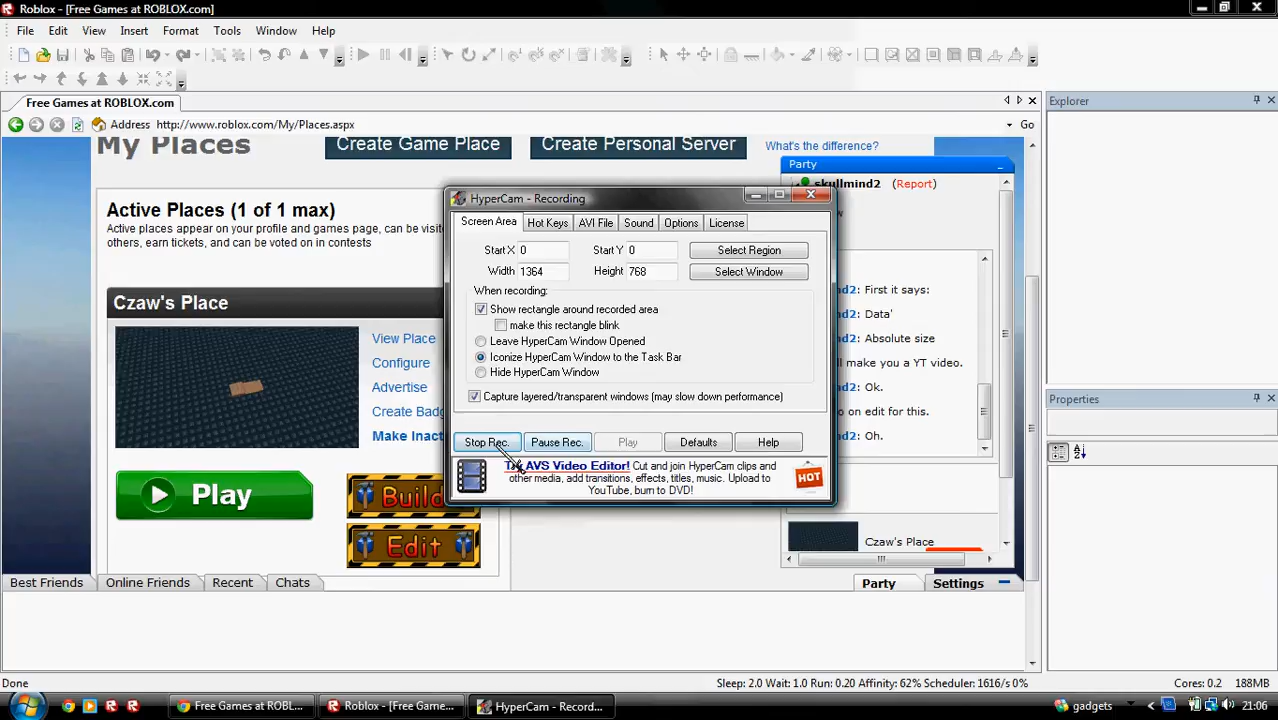 Roblox - [Free Games at ROBLOX.com]
File Edit View Insert Format Tools Window Help
Free Games at ROBLOX.com
Explorer
Address http://www.roblox.com/My/Places.aspx
Go
My Places
Create Game Place
Create Personal Server
What's the difference?
Party
skullmind2 (Report)
Active Places (1 of 1 max)
Active places appear on your profile and games page, can be
others, earn tickets, and can be voted on in contests
HyperCam - Recording
Screen Area Hot Keys AVI File Sound Options License
Start X 0 Start Y 0 Select Region
Width 1364 Height 768 Select Window
When recording:
Show rectangle around recorded area
make this rectangle blink
Leave HyperCam Window Opened
Iconize HyperCam Window to the Task Bar
Hide HyperCam Window
Capture layered/transparent windows (may slow down performance)
Stop Rec. Pause Rec. Play Defaults Help
AVS Video Editor! Cut and join HyperCam clips and
other media, add transitions, effects, titles, music. Upload to
YouTube, burn to DVD!
HOT
nd2: First it says:
nd2: Data'
nd2: Absolute size
ll make you a YT video.
nd2: Ok.
o on edit for this.
nd2: Oh.
Czaw's Place
Czaw's Place
View Place
Configure
Advertise
Create Badg
Make Inact
Play
Build
Edit
Properties
Best Friends Online Friends Recent Chats
Party Settings
Done
Sleep: 2.0 Wait: 1.0 Run: 0.20 Affinity: 62% Scheduler: 1616/s 0%
Cores: 0.2 188MB
Free Games at ROBL...
Roblox - [Free Game...
HyperCam - Record...
gadgets
21:06